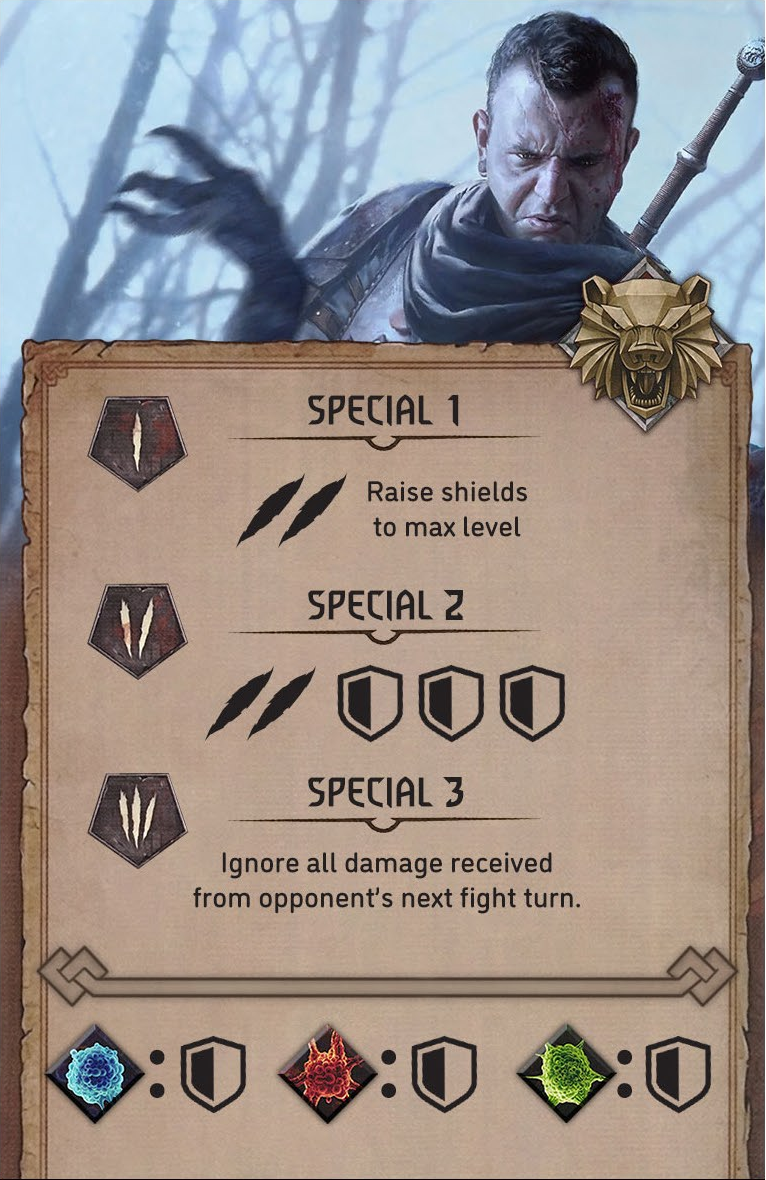 SPECIAL 1
Raise shields
to max level
SPECIAL 2
SPECIAL 3
Ignore all damage received
from opponent's next fight turn.
: : :